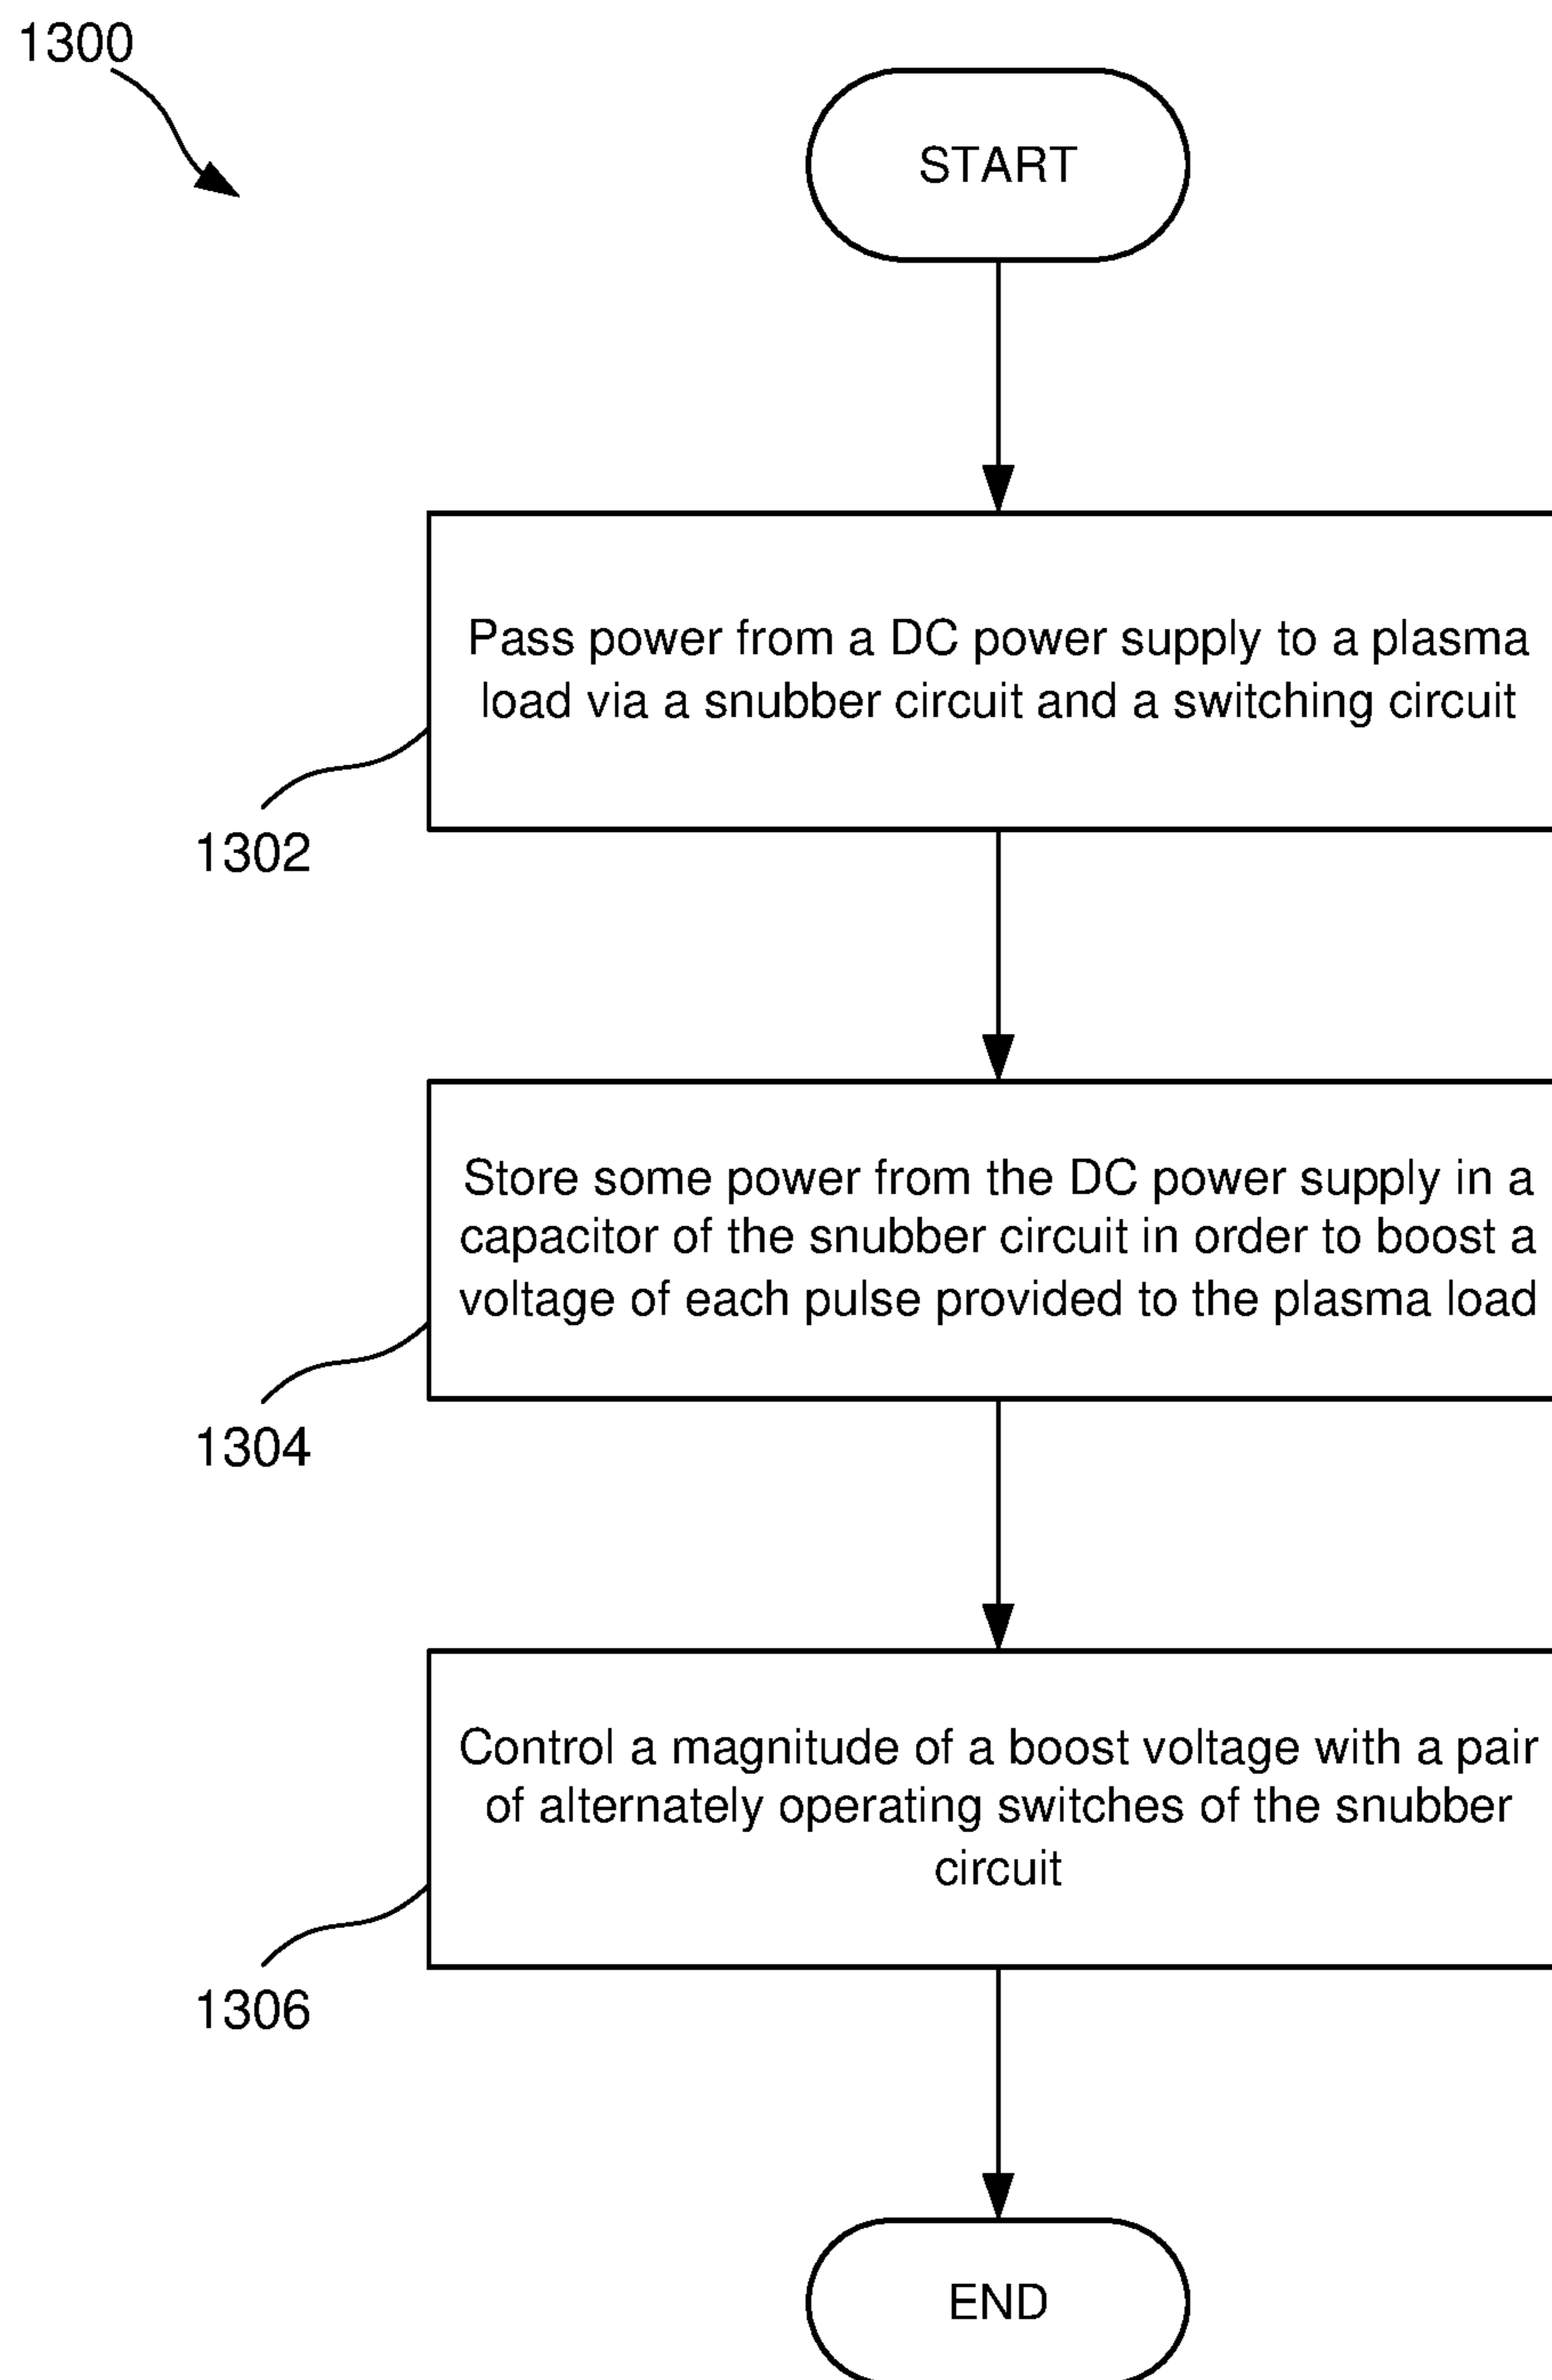 1300
START
Pass power from a DC power supply to a plasma
load via a snubber circuit and a switching circuit
1302
Store some power from the DC power supply in a
capacitor of the snubber circuit in order to boost a
voltage of each pulse provided to the plasma load
1304
Control a magnitude of a boost voltage with a pair
of alternately operating switches of the snubber
circuit
1306
END